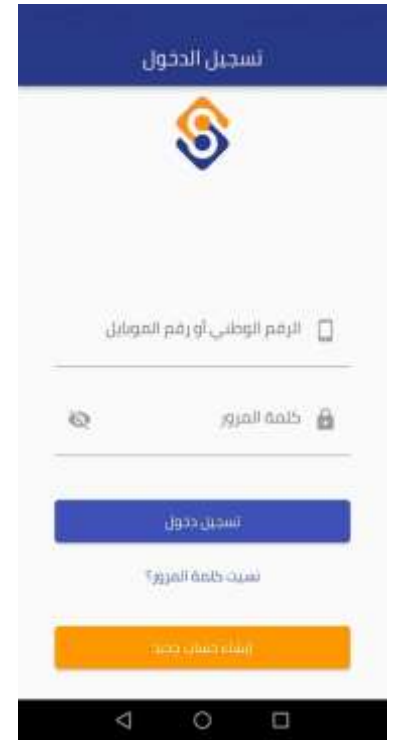 تسجيل الدخول
الرقم الوطني أو رقم الموبايل
كلمة المرور
تسجيل دخول
نسيت كلمة المرور؟
إنشاء حساب جديد